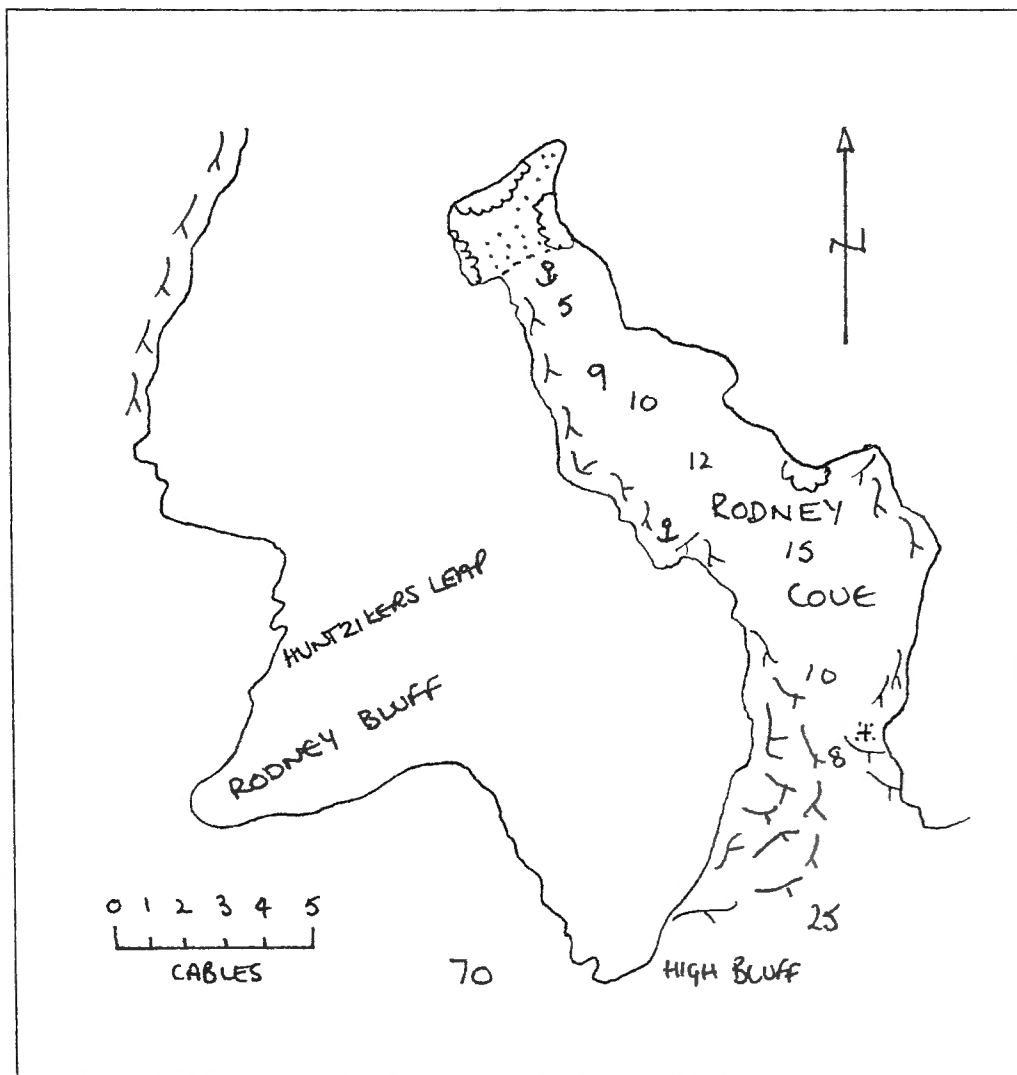 N
5
9
10
12
RODNEY
15
COVE
HUNTZIKERS LEAP
10
RODNEY BLUFF
8
0 1 2 3 4 5
CABLES
25
70
HIGH BLUFF